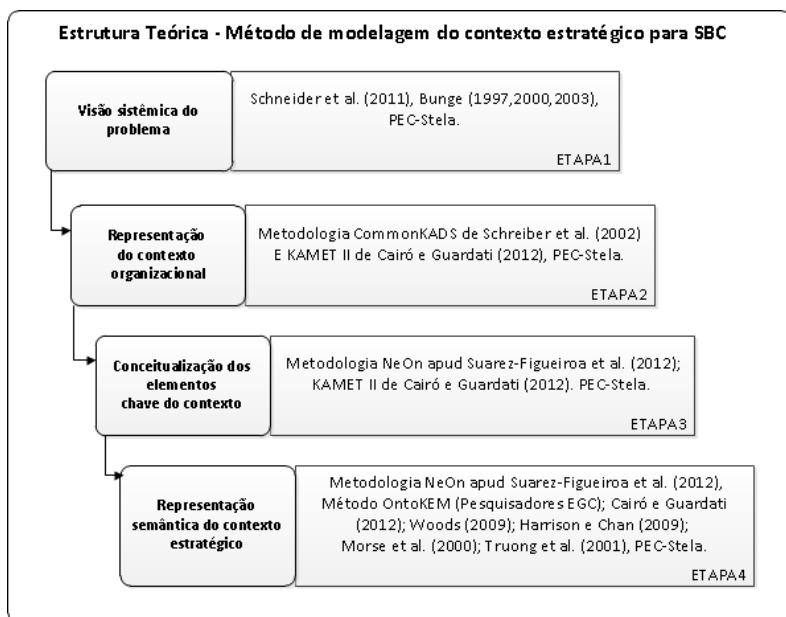 Estrutura Teórica - Método de modelagem do contexto estratégico para SBC
Visão sistêmica do
problema
Schneider et al. (2011), Bunge (1997,2000,2003),
PEC-Stela.
ETAPA1
Representação
do contexto
organizacional
Metodologia CommonKADS de Schreiber et al. (2002)
E KAMET II de Cairó e Guardati (2012), PEC-Stela.
ETAPA2
Conceitualização dos
elementos
chave do contexto
Metodologia NeOn apud Suarez-Figueiroa et al. (2012);
KAMET II de Cairó e Guardati (2012). PEC-Stela.
ETAPA3
Representação
semântica do contexto
estratégico
Metodologia NeOn apud Suarez-Figueiroa et al. (2012),
Método OntoKEM (Pesquisadores EGC); Cairó e Guardati
(2012); Woods (2009); Harrison e Chan (2009);
Morse et al. (2000); Truong et al. (2001), PEC-Stela.
ETAPA4